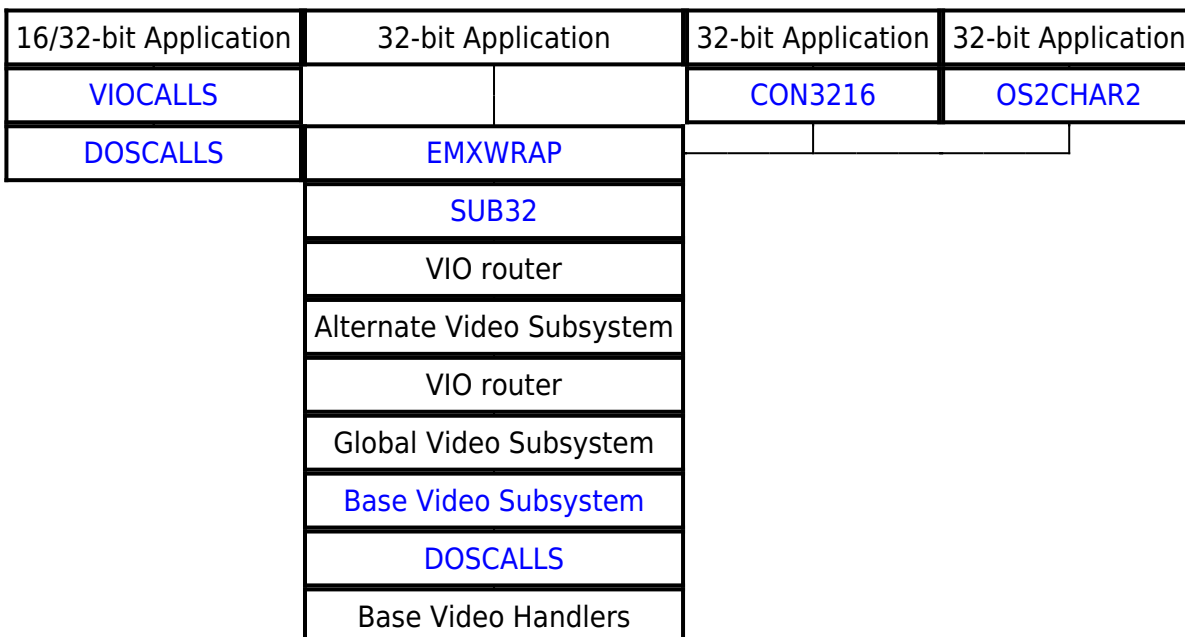 16/32-bit Application 32-bit Application 32-bit Application 32-bit Application
VIOCALLS CON3216 OS2CHAR2
DOSCALLS EMXWRAP
SUB32
VIO router
Alternate Video Subsystem
VIO router
Global Video Subsystem
Base Video Subsystem
DOSCALLS
Base Video Handlers